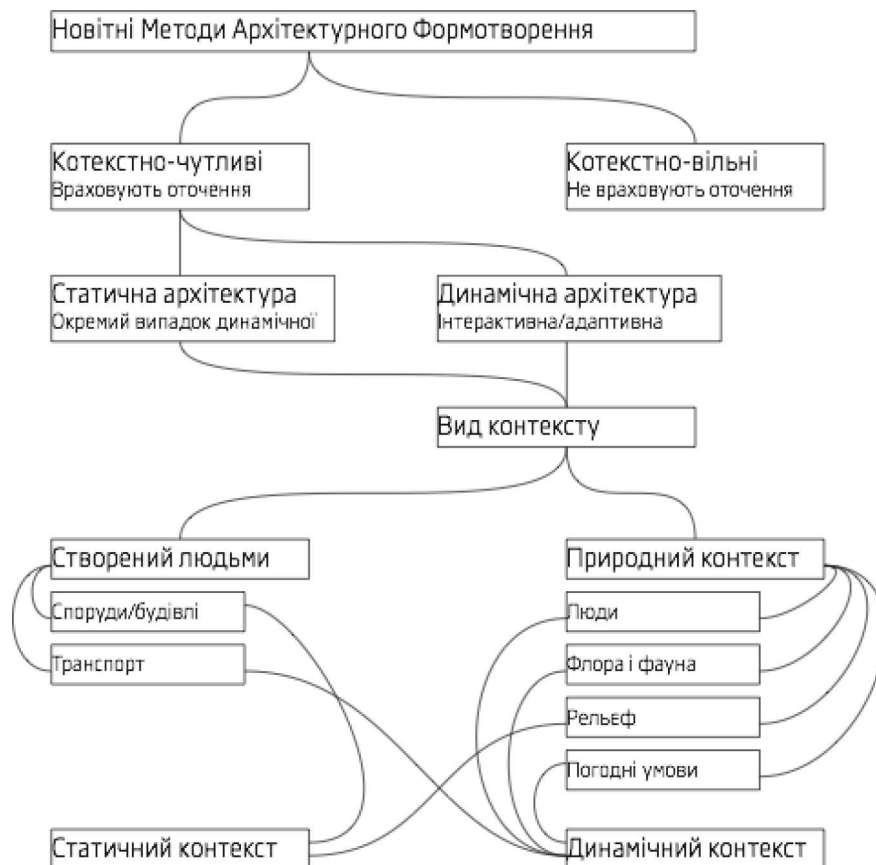 Новітні Методи Архітектурного Формотворення
Котекстно-чутливі
Враховують оточення
Котекстно-вільні
Не враховують оточення
Статична архітектура
Окремий випадок динамічної
Динамічна архітектура
Інтерактивна/адаптивна
Вид контексту
Створений людьми
Споруди/будівлі
Транспорт
Природний контекст
Люди
Флора і фауна
Рельєф
Погодні умови
Статичний контекст
Динамічний контекст